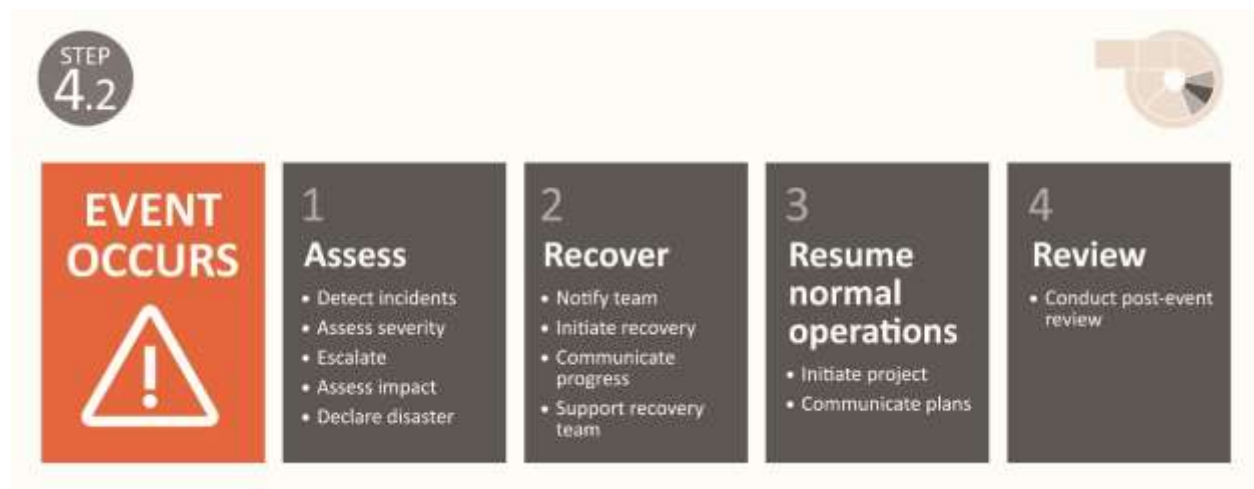 STEP
4.2
EVENT
OCCURS
!
1
Assess
• Detect incidents
• Assess severity
• Escalate
• Assess impact
• Declare disaster
2
Recover
• Notify team
• Initiate recovery
• Communicate
progress
• Support recovery
team
3
Resume
normal
operations
• Initiate project
• Communicate plans
4
Review
• Conduct post-event
review